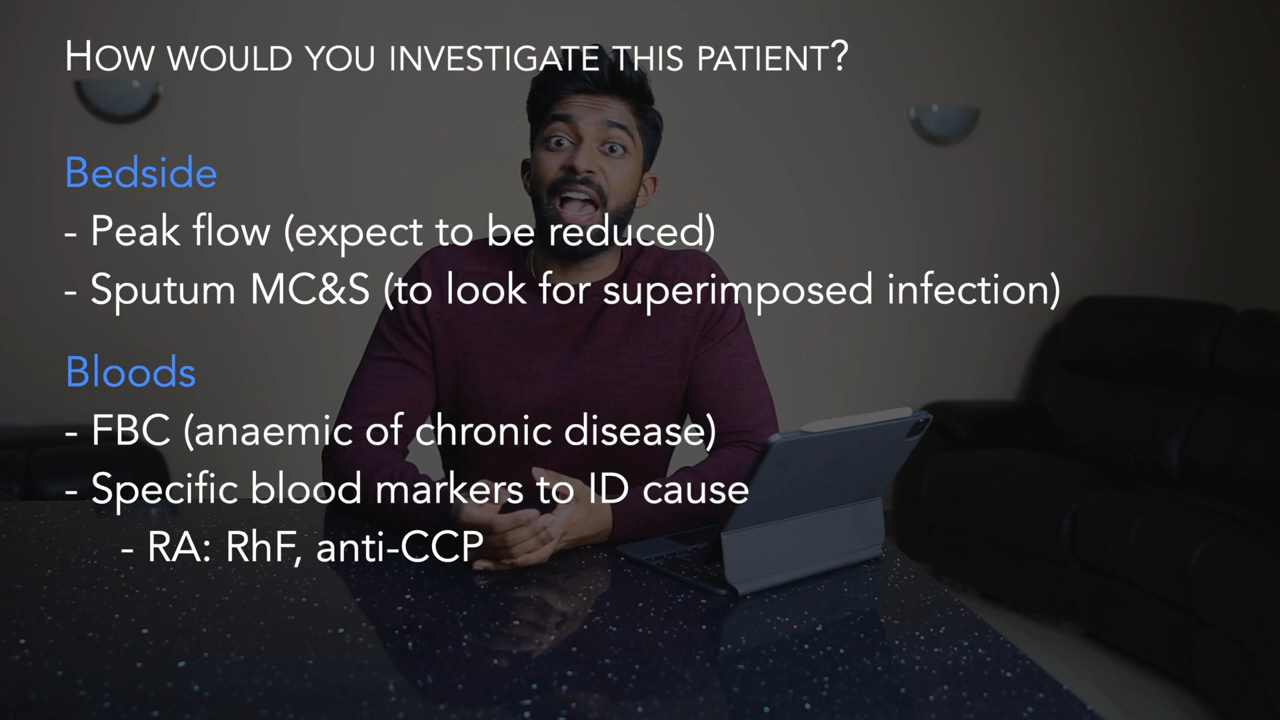 HOW WOULD YOU INVESTIGATE THIS PATIENT?
Bedside
- Peak flow (expect to be reduced)
- Sputum MC&S (to look for superimposed infection)
Bloods
- FBC (anaemic of chronic disease)
- Specific blood markers to ID cause
- RA: RhF, anti-CCP